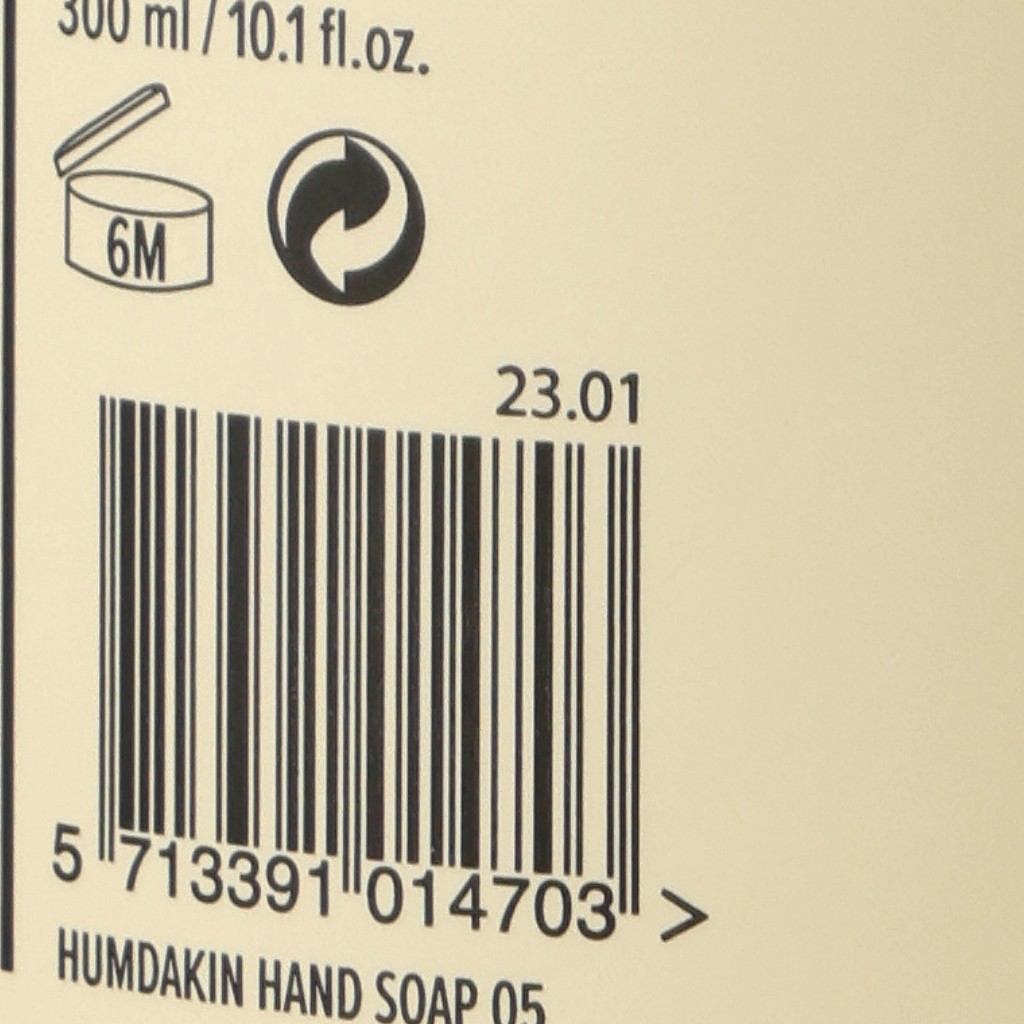 300 ml / 10.1 fl.oz.
6M
23.01
5 713391 014703 >
HUMDAKIN HAND SOAP 05